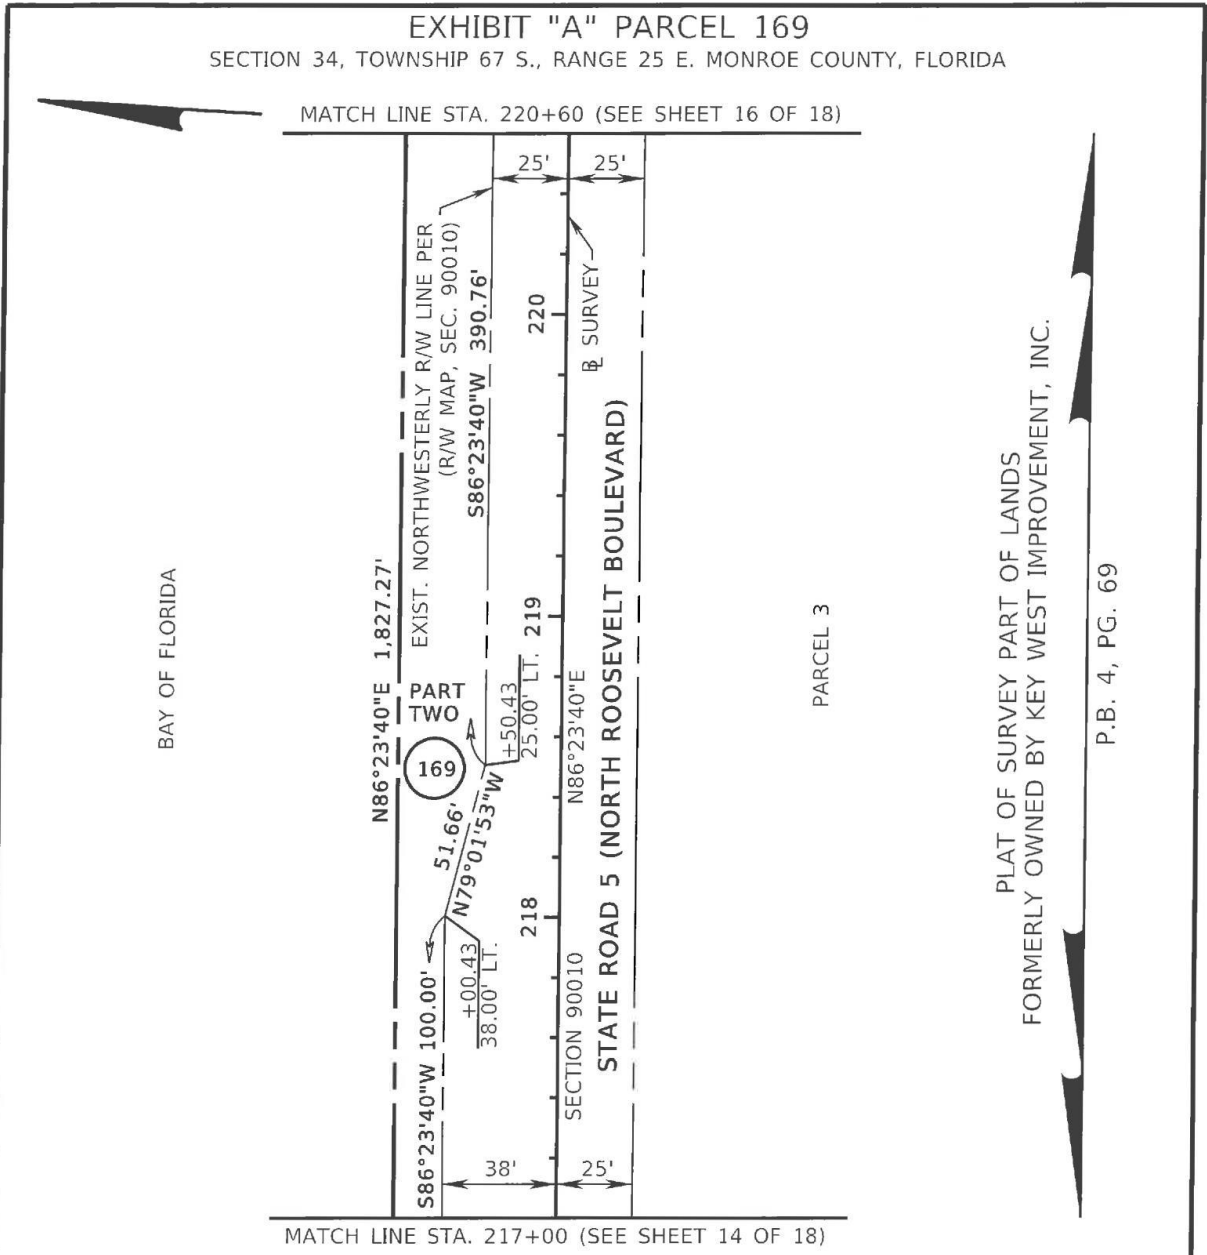 EXHIBIT "A" PARCEL 169
SECTION 34, TOWNSHIP 67 S., RANGE 25 E. MONROE COUNTY, FLORIDA
MATCH LINE STA. 220+60 (SEE SHEET 16 OF 18)
25'
25'
EXIST. NORTHWESTERLY R/W LINE PER
(R/W MAP, SEC. 90010)
S86°23'40"W 390.76'
220
B̲L SURVEY
BAY OF FLORIDA
N86°23'40"E 1,827.27'
PART
TWO
169
219
+50.43
25.00' LT.
N86°23'40"E
STATE ROAD 5 (NORTH ROOSEVELT BOULEVARD)
PARCEL 3
PLAT OF SURVEY PART OF LANDS
FORMERLY OWNED BY KEY WEST IMPROVEMENT, INC.
P.B. 4, PG. 69
51.66'
N79°01'53"W
218
+00.43
38.00' LT.
S86°23'40"W 100.00'
SECTION 90010
38'
25'
MATCH LINE STA. 217+00 (SEE SHEET 14 OF 18)